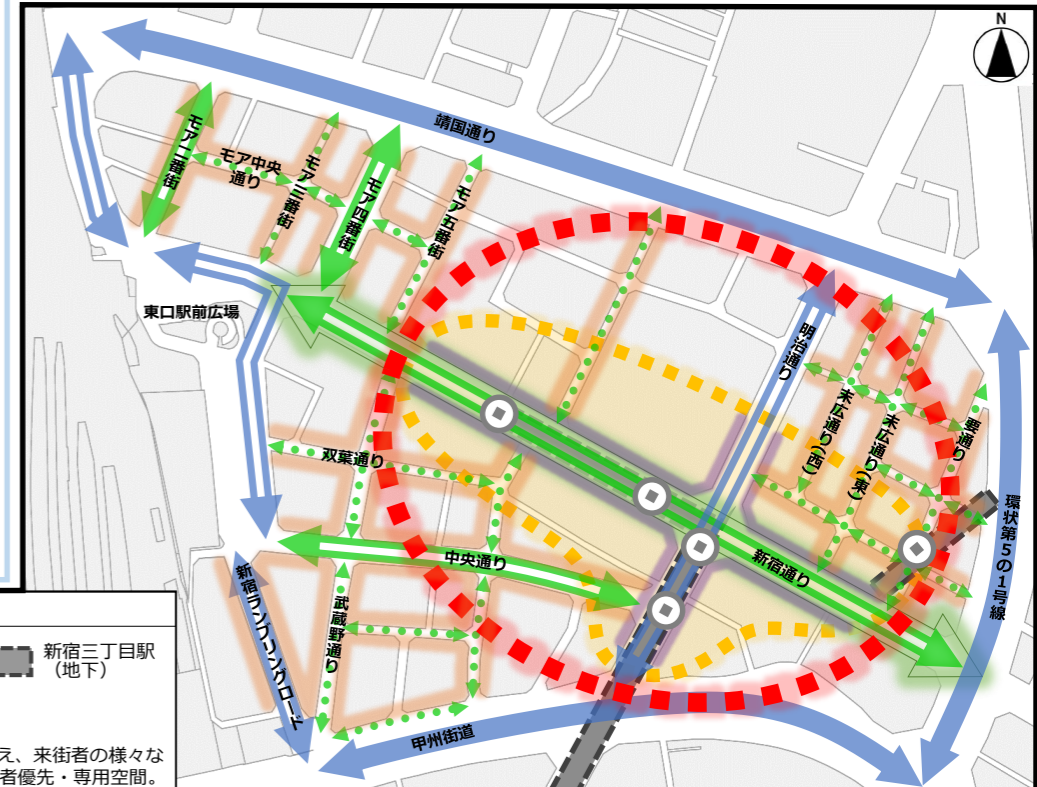 N
靖国通り
モア二番街
モア中央
通り
モア三番街
モア四番街
モア五番街
東口駅前広場
明治通り
末広通り(西)
末広通り(東)
要通り
双葉通り
環状第5の1号線
中央通り
新宿通り
新宿ランブリングロード
武蔵野通り
甲州街道
新宿三丁目駅
(地下)
え、来街者の様々な
者優先・専用空間。